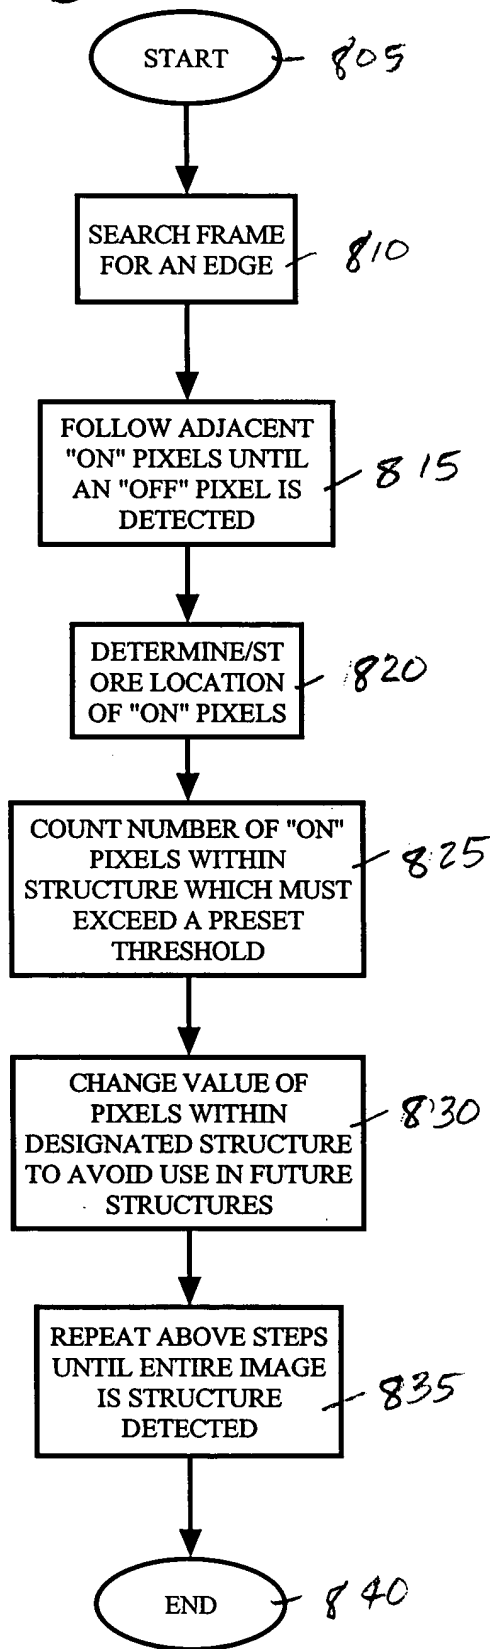 START
805
SEARCH FRAME
FOR AN EDGE
810
FOLLOW ADJACENT
"ON" PIXELS UNTIL
AN "OFF" PIXEL IS
DETECTED
815
DETERMINE/ST
ORE LOCATION
OF "ON" PIXELS
820
COUNT NUMBER OF "ON"
PIXELS WITHIN
STRUCTURE WHICH MUST
EXCEED A PRESET
THRESHOLD
825
CHANGE VALUE OF
PIXELS WITHIN
DESIGNATED STRUCTURE
TO AVOID USE IN FUTURE
STRUCTURES
830
REPEAT ABOVE STEPS
UNTIL ENTIRE IMAGE
IS STRUCTURE
DETECTED
835
END
840